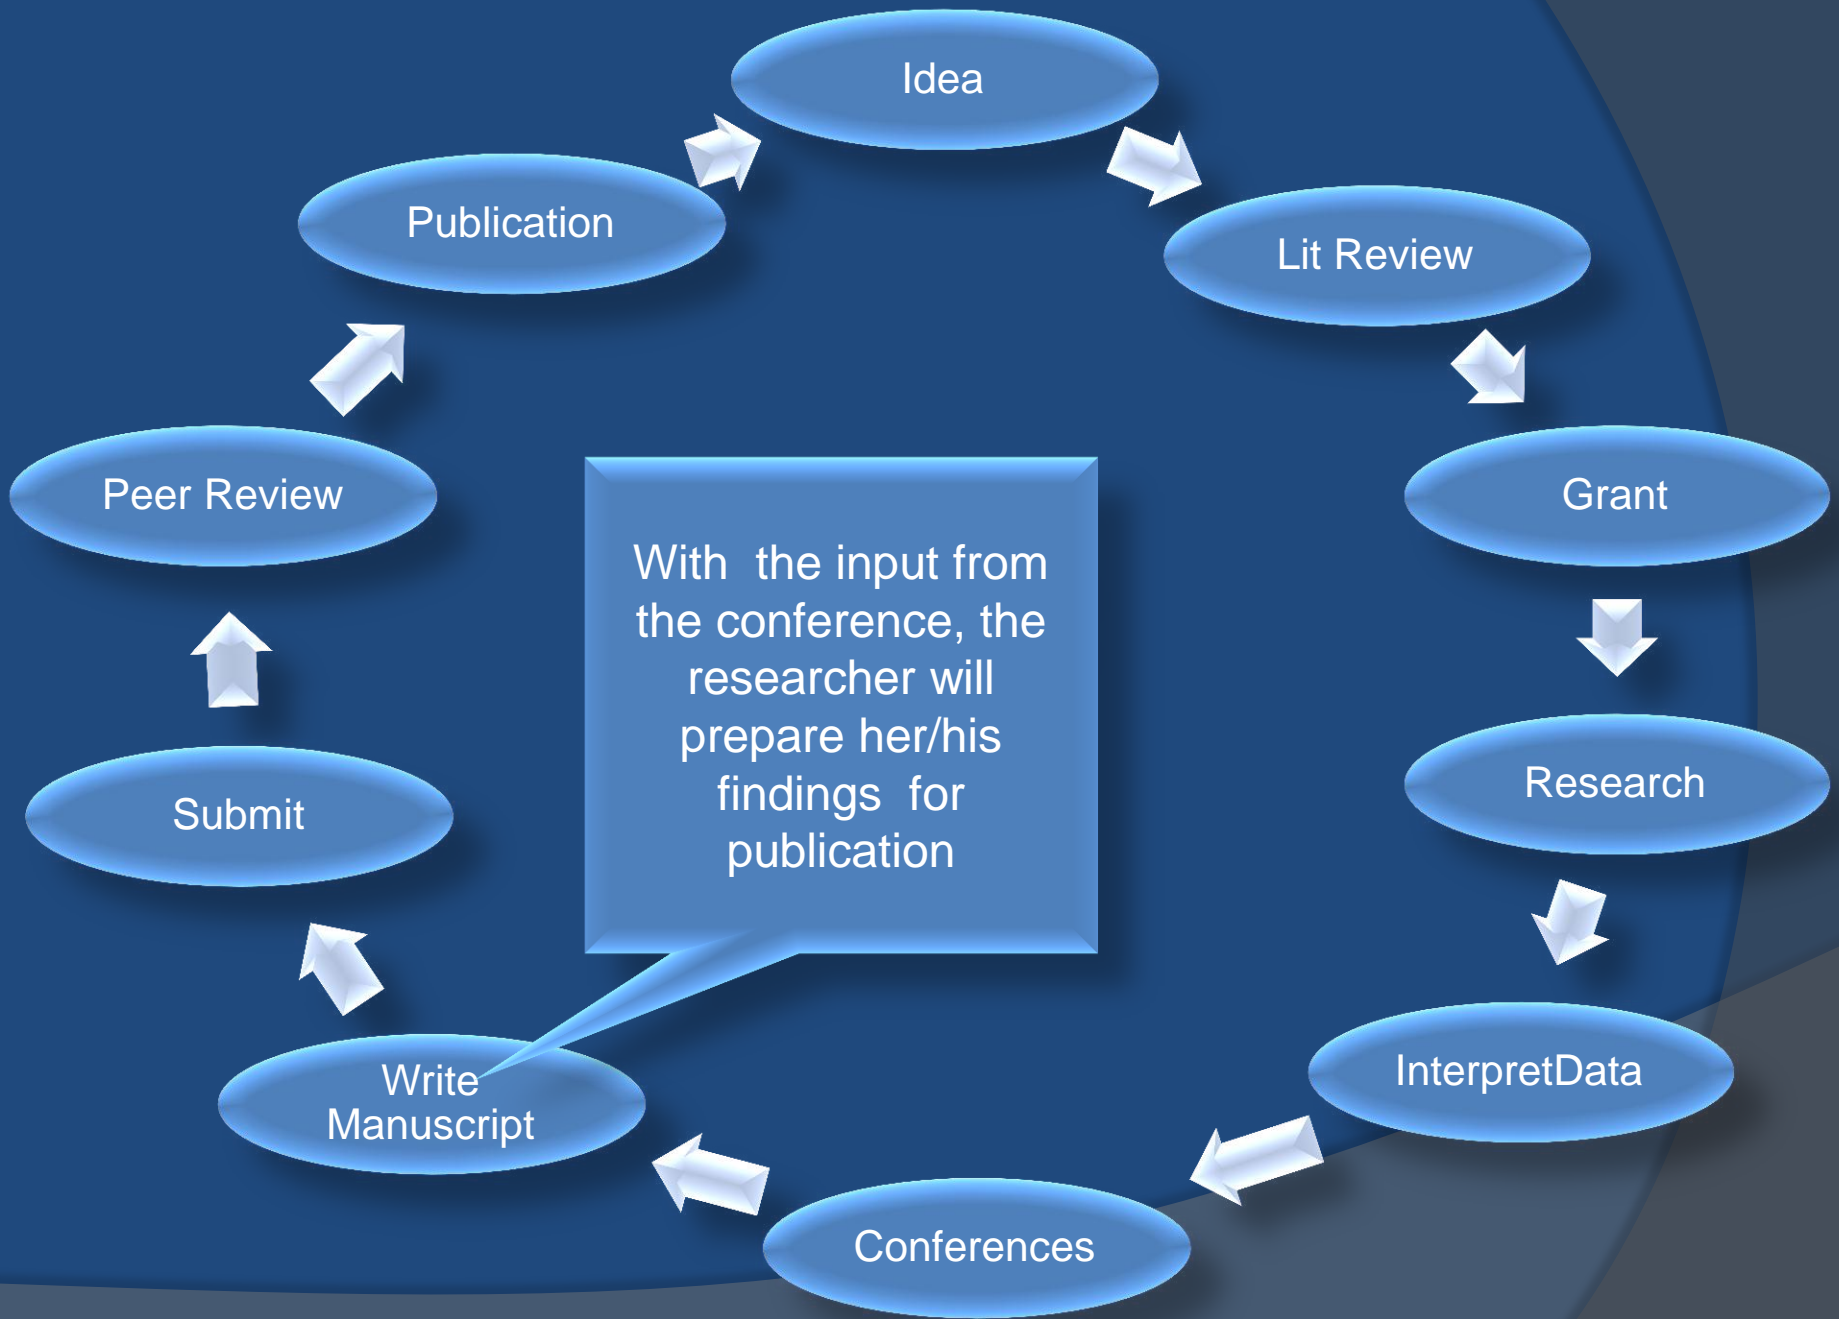 Idea
Lit Review
Grant
Research
InterpretData
Conferences
Write
Manuscript
Submit
Peer Review
Publication
With  the input from
the conference, the
researcher will
prepare her/his
findings  for
publication